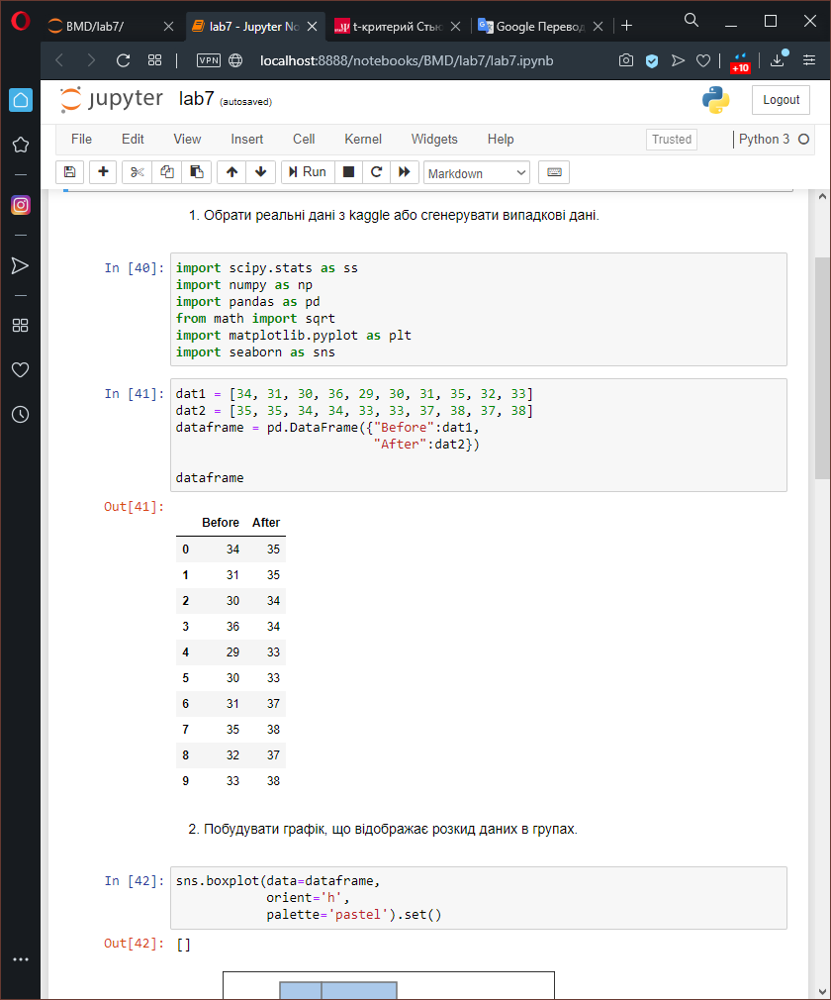 BMD/lab7/
lab7 - Jupyter No
t-критерий Стью
Google Перевод
VPN
localhost:8888/notebooks/BMD/lab7/lab7.ipynb
+10
jupyter lab7 (autosaved)
Logout
File Edit View Insert Cell Kernel Widgets Help
Trusted
Python 3
Run
Markdown
1. Обрати реальні дані з kaggle або згенерувати випадкові дані.
In [40]:
import scipy.stats as ss
import numpy as np
import pandas as pd
from math import sqrt
import matplotlib.pyplot as plt
import seaborn as sns
In [41]:
dat1 = [34, 31, 30, 36, 29, 30, 31, 35, 32, 33]
dat2 = [35, 35, 34, 34, 33, 33, 37, 38, 37, 38]
dataframe = pd.DataFrame({"Before":dat1,
"After":dat2})
dataframe
Out[41]:
Before After
0 34 35
1 31 35
2 30 34
3 36 34
4 29 33
5 30 33
6 31 37
7 35 38
8 32 37
9 33 38
2. Побудувати графік, що відображає розкид даних в групах.
In [42]:
sns.boxplot(data=dataframe,
orient='h',
palette='pastel').set()
Out[42]: []